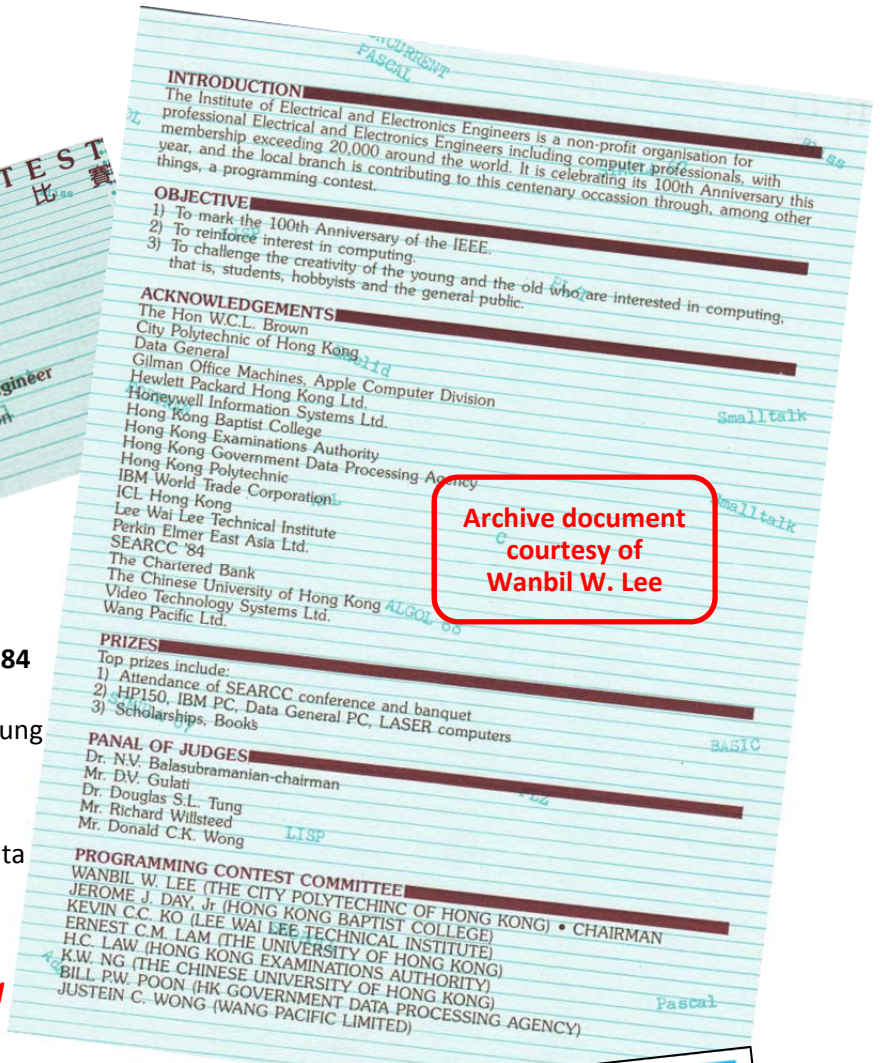 CONCURRENT
PASCAL
INTRODUCTION
The Institute of Electrical and Electronics Engineers is a non-profit organisation for
professional Electrical and Electronics Engineers including computer professionals, with
membership exceeding 20,000 around the world. It is celebrating its 100th Anniversary this
year, and the local branch is contributing to this centenary occassion through, among other
things, a programming contest.
OBJECTIVE
1) To mark the 100th Anniversary of the IEEE.
2) To reinforce interest in computing.
3) To challenge the creativity of the young and the old who are interested in computing,
that is, students, hobbyists and the general public.
ACKNOWLEDGEMENTS
The Hon W.C.L. Brown
City Polytechnic of Hong Kong
Data General
Gilman Office Machines, Apple Computer Division
Hewlett Packard Hong Kong Ltd.
Honeywell Information Systems Ltd.
Hong Kong Baptist College
Hong Kong Examinations Authority
Hong Kong Government Data Processing Agency
Hong Kong Polytechnic
IBM World Trade Corporation
ICL Hong Kong
Lee Wai Lee Technical Institute
Perkin Elmer East Asia Ltd.
SEARCC '84
The Chartered Bank
The Chinese University of Hong Kong
Video Technology Systems Ltd.
Wang Pacific Ltd.
Smalltalk
Smalltalk
C
ALGOL 68
Archive document
courtesy of
Wanbil W. Lee
PRIZES
Top prizes include:
1) Attendance of SEARCC conference and banquet
2) HP150, IBM PC, Data General PC, LASER computers
3) Scholarships, Books
BASIC
PANAL OF JUDGES
Dr. N.V. Balasubramanian-chairman
Mr. D.V. Gulati
Dr. Douglas S.L. Tung
Mr. Richard Willsteed
Mr. Donald C.K. Wong
LISP
PROGRAMMING CONTEST COMMITTEE
WANBIL W. LEE (THE CITY POLYTECHINC OF HONG KONG) • CHAIRMAN
JEROME J. DAY, Jr (HONG KONG BAPTIST COLLEGE)
KEVIN C.C. KO (LEE WAI LEE TECHNICAL INSTITUTE)
ERNEST C.M. LAM (THE UNIVERSITY OF HONG KONG)
H.C. LAW (HONG KONG EXAMINATIONS AUTHORITY)
K.W. NG (THE CHINESE UNIVERSITY OF HONG KONG)
BILL P.W. POON (HK GOVERNMENT DATA PROCESSING AGENCY)
JUSTEIN C. WONG (WANG PACIFIC LIMITED)
Pascal
TEST
比 賽
gineer
84
ung
ta